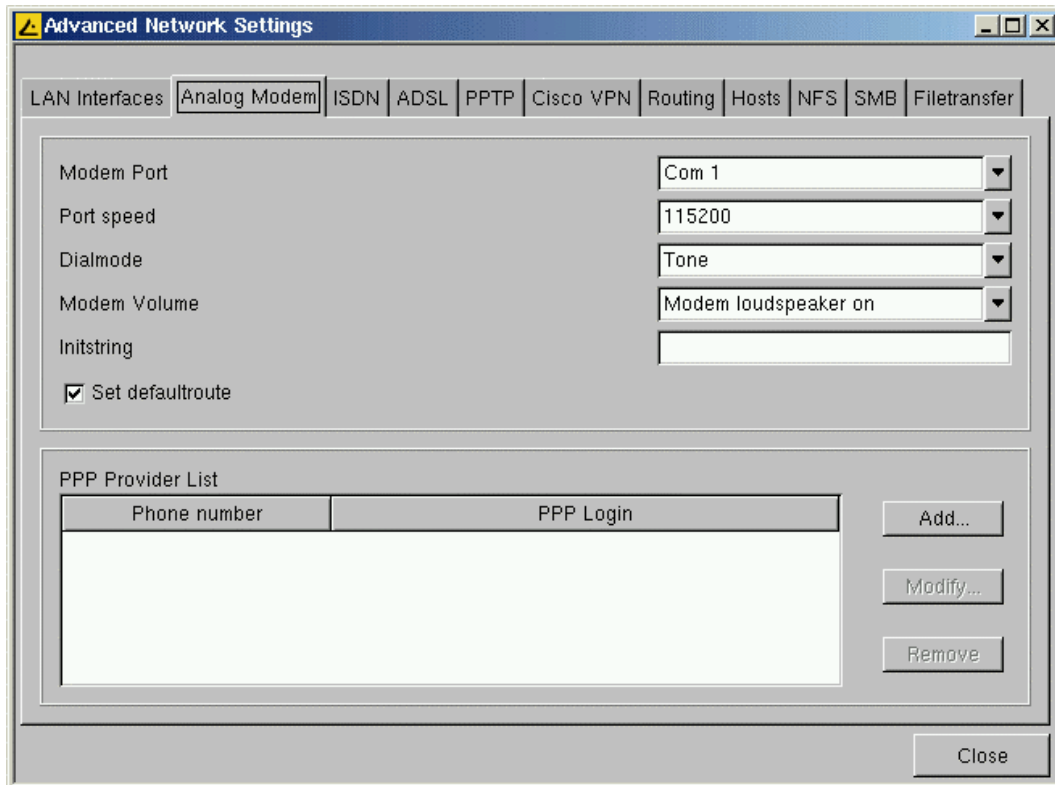 Advanced Network Settings
LAN Interfaces Analog Modem ISDN ADSL PPTP Cisco VPN Routing Hosts NFS SMB Filetransfer
Modem Port Com 1
Port speed 115200
Dialmode Tone
Modem Volume Modem loudspeaker on
Initstring
Set defaultroute
PPP Provider List
Phone number PPP Login
Add...
Modify...
Remove
Close